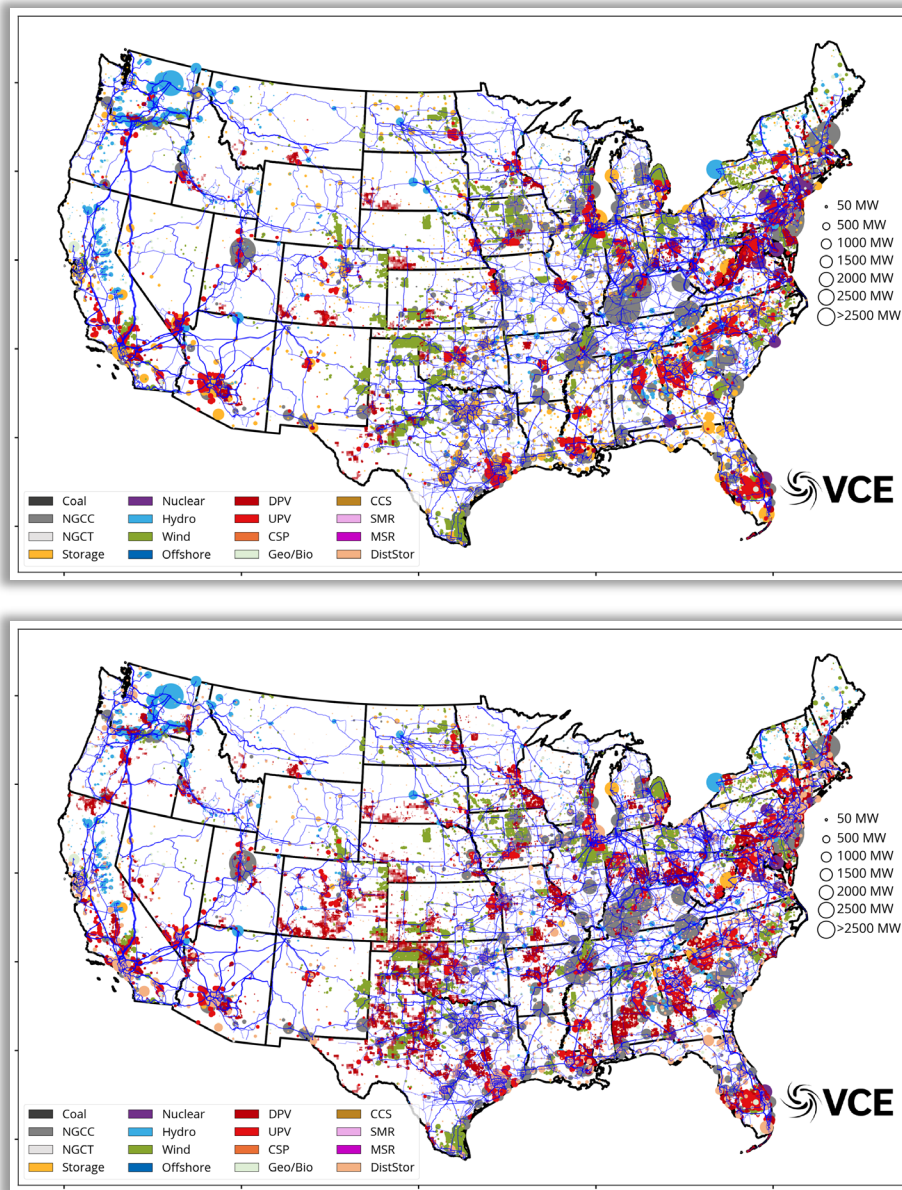 50 MW
500 MW
1000 MW
1500 MW
2000 MW
2500 MW
>2500 MW
VCE
Coal Nuclear DPV CCS
NGCC Hydro UPV SMR
NGCT Wind CSP MSR
Storage Offshore Geo/Bio DistStor
50 MW
500 MW
1000 MW
1500 MW
2000 MW
2500 MW
>2500 MW
VCE
Coal Nuclear DPV CCS
NGCC Hydro UPV SMR
NGCT Wind CSP MSR
Storage Offshore Geo/Bio DistStor